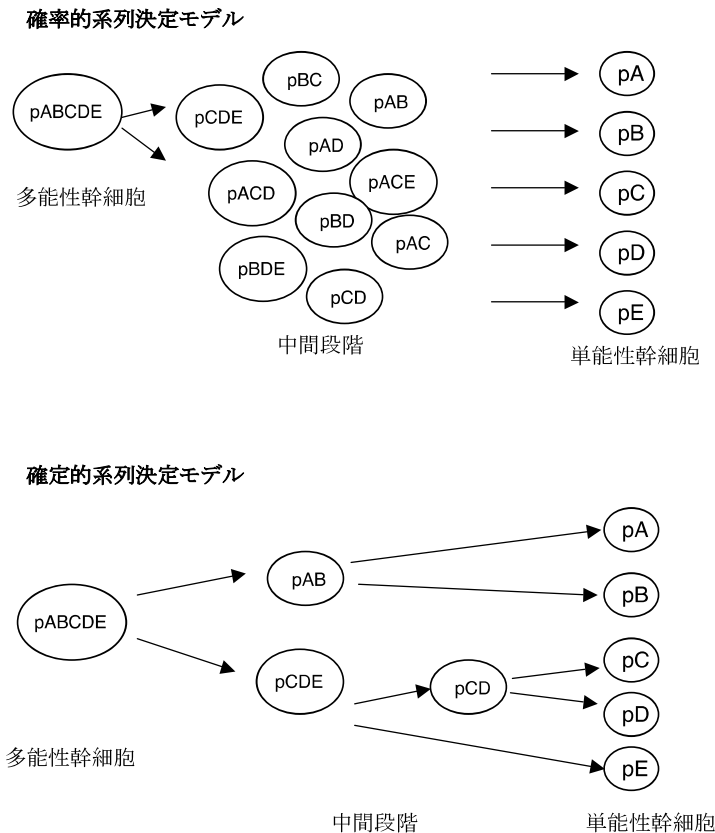 確率的系列決定モデル
pABCDE
pCDE
pBC
pAB
pAD
pACD
pACE
pBD
pAC
pBDE
pCD
pA
pB
pC
pD
pE
多能性幹細胞
中間段階
単能性幹細胞
確定的系列決定モデル
pABCDE
pAB
pCDE
pCD
pA
pB
pC
pD
pE
多能性幹細胞
中間段階
単能性幹細胞